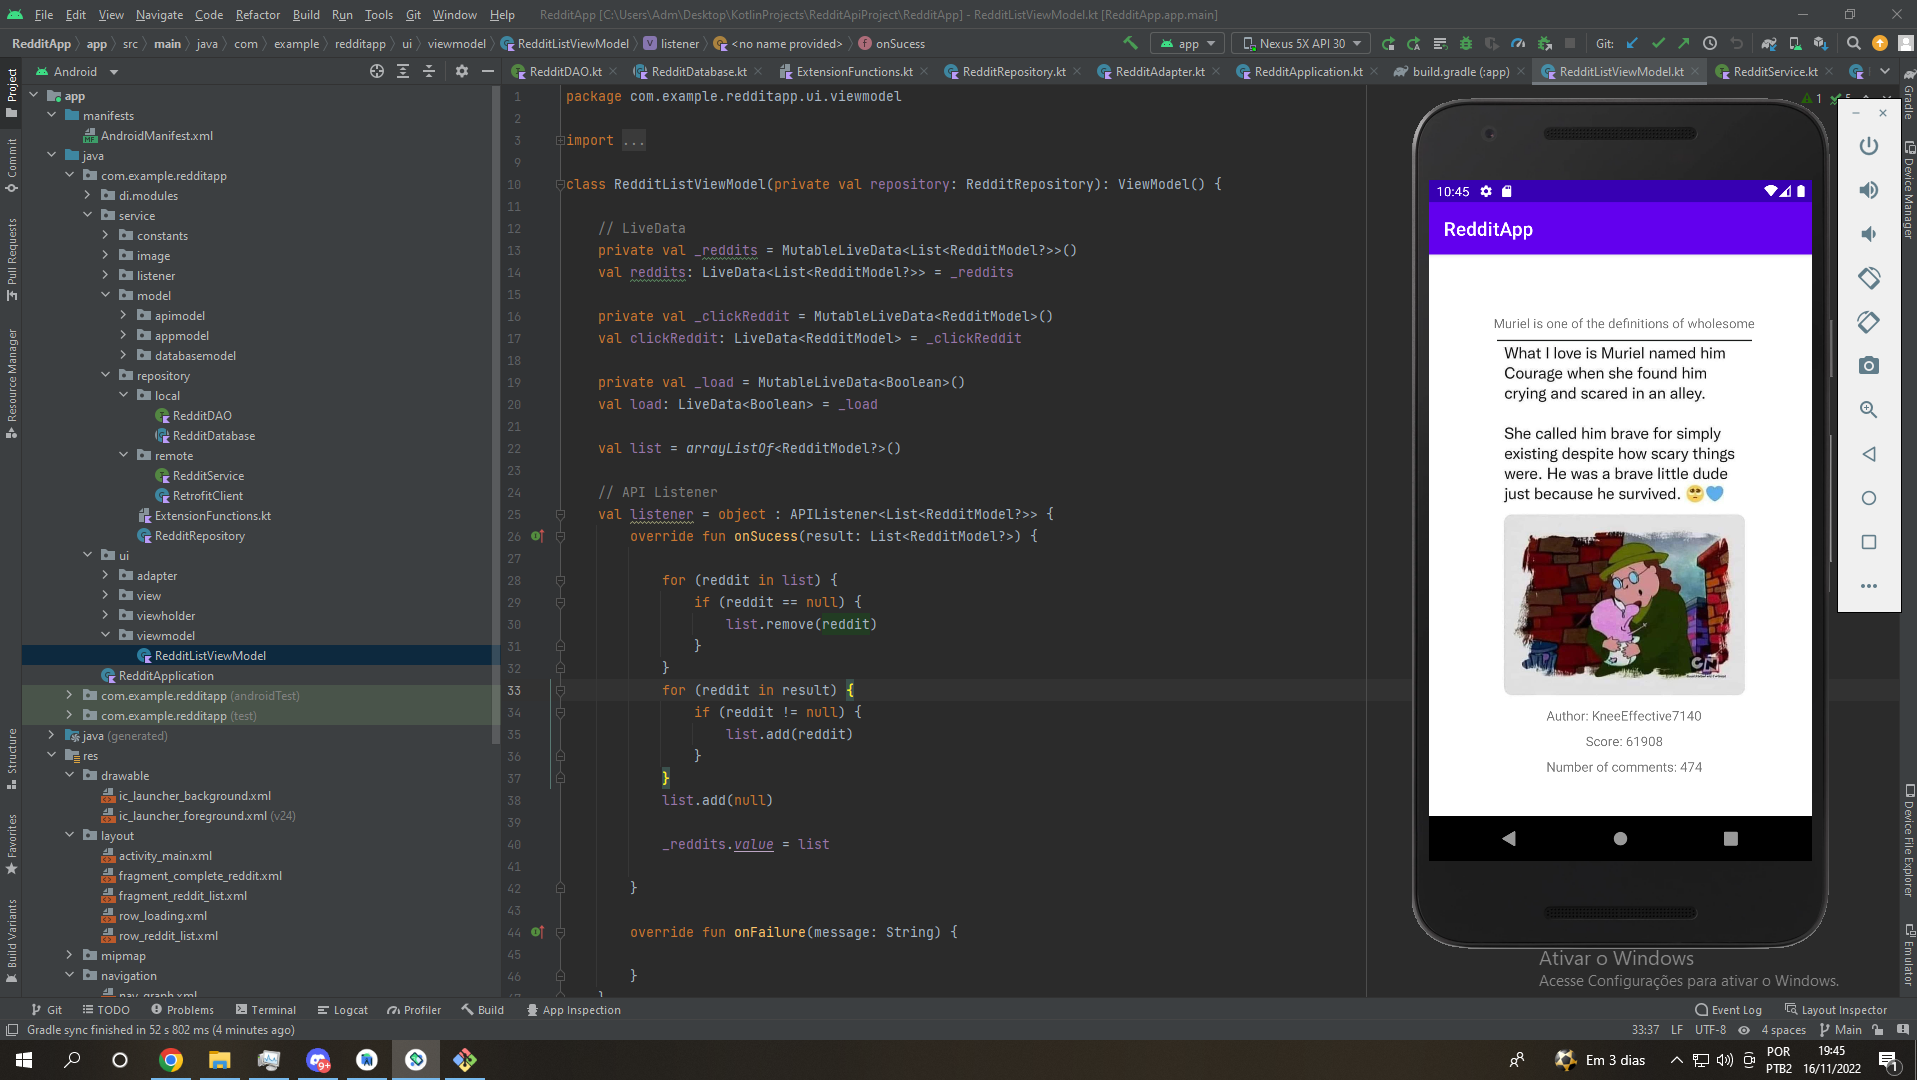 File Edit View Navigate Code Refactor Build Run Tools Git Window Help RedditApp [C:\Users\Adm\Desktop\KotlinProjects\RedditApiProject\RedditApp] - RedditListViewModel.kt [RedditApp.app.main]
RedditApp app src main java com example redditapp ui viewmodel RedditListViewModel listener <no name provided> onSucess
app Nexus 5X API 30 Git:
Android
RedditDAO.kt RedditDatabase.kt ExtensionFunctions.kt RedditRepository.kt RedditAdapter.kt RedditApplication.kt build.gradle (:app) RedditListViewModel.kt RedditService.kt
Project
Commit
Pull Requests
Resource Manager
Structure
Favorites
Build Variants
app
manifests
AndroidManifest.xml
java
com.example.redditapp
di.modules
service
constants
image
listener
model
apimodel
appmodel
databasemodel
repository
local
RedditDAO
RedditDatabase
remote
RedditService
RetrofitClient
ExtensionFunctions.kt
RedditRepository
ui
adapter
view
viewholder
viewmodel
RedditListViewModel
RedditApplication
com.example.redditapp (androidTest)
com.example.redditapp (test)
java (generated)
res
drawable
ic_launcher_background.xml
ic_launcher_foreground.xml (v24)
layout
activity_main.xml
fragment_complete_reddit.xml
fragment_reddit_list.xml
row_loading.xml
row_reddit_list.xml
mipmap
navigation
nav_graph.xml
1 package com.example.redditapp.ui.viewmodel
2
3 import ...
9
10 class RedditListViewModel(private val repository: RedditRepository): ViewModel() {
11
12 // LiveData
13 private val _reddits = MutableLiveData<List<RedditModel?>>()
14 val reddits: LiveData<List<RedditModel?>> = _reddits
15
16 private val _clickReddit = MutableLiveData<RedditModel>()
17 val clickReddit: LiveData<RedditModel> = _clickReddit
18
19 private val _load = MutableLiveData<Boolean>()
20 val load: LiveData<Boolean> = _load
21
22 val list = arrayListOf<RedditModel?>()
23
24 // API Listener
25 val listener = object : APIListener<List<RedditModel?>> {
26 override fun onSucess(result: List<RedditModel?>) {
27
28 for (reddit in list) {
29 if (reddit == null) {
30 list.remove(reddit)
31 }
32 }
33 for (reddit in result) {
34 if (reddit != null) {
35 list.add(reddit)
36 }
37 }
38 list.add(null)
39
40 _reddits.value = list
41
42 }
43
44 override fun onFailure(message: String) {
45
46 }
1 5
10:45
RedditApp
Muriel is one of the definitions of wholesome
What I love is Muriel named him
Courage when she found him
crying and scared in an alley.
She called him brave for simply
existing despite how scary things
were. He was a brave little dude
just because he survived. 🥺💙
CN
Author: KneeEffective7140
Score: 61908
Number of comments: 474
Gradle
Device Manager
Device File Explorer
Emulator
Ativar o Windows
Acesse Configurações para ativar o Windows.
Git TODO Problems Terminal Logcat Profiler Build App Inspection Event Log Layout Inspector
Gradle sync finished in 52 s 802 ms (4 minutes ago) 33:37 LF UTF-8 4 spaces Main
9+
Em 3 dias
POR
PTB2
19:45
16/11/2022
1